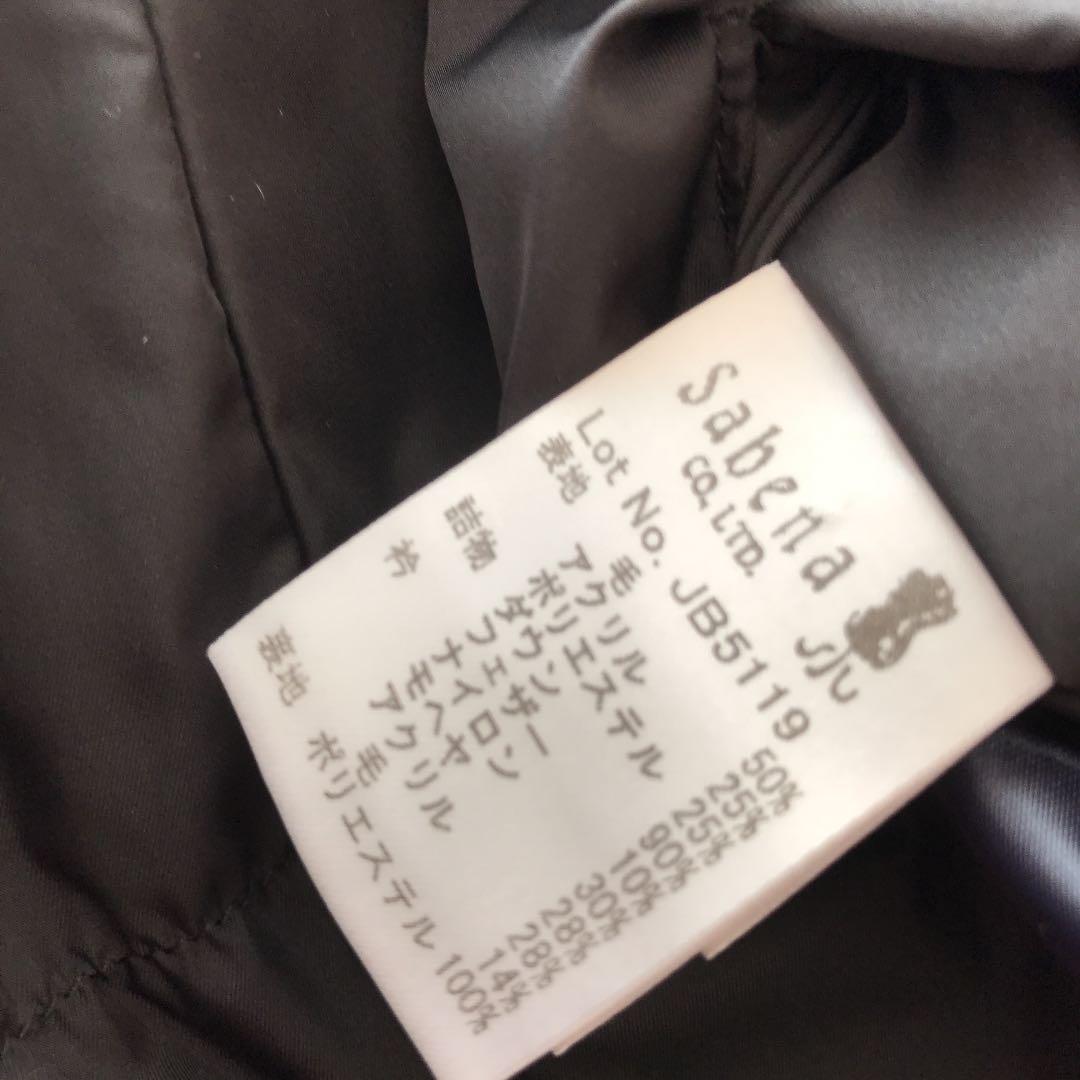 Sabena
CO.,LTD.
Lot No. JB5119
表地 毛 50%
アクリル 25%
ポリエステル 25%
詰物 ダウン 90%
フェザー 10%
衿 ナイロン 30%
モヘヤ 28%
アクリル 28%
毛 14%
裏地 ポリエステル 100%